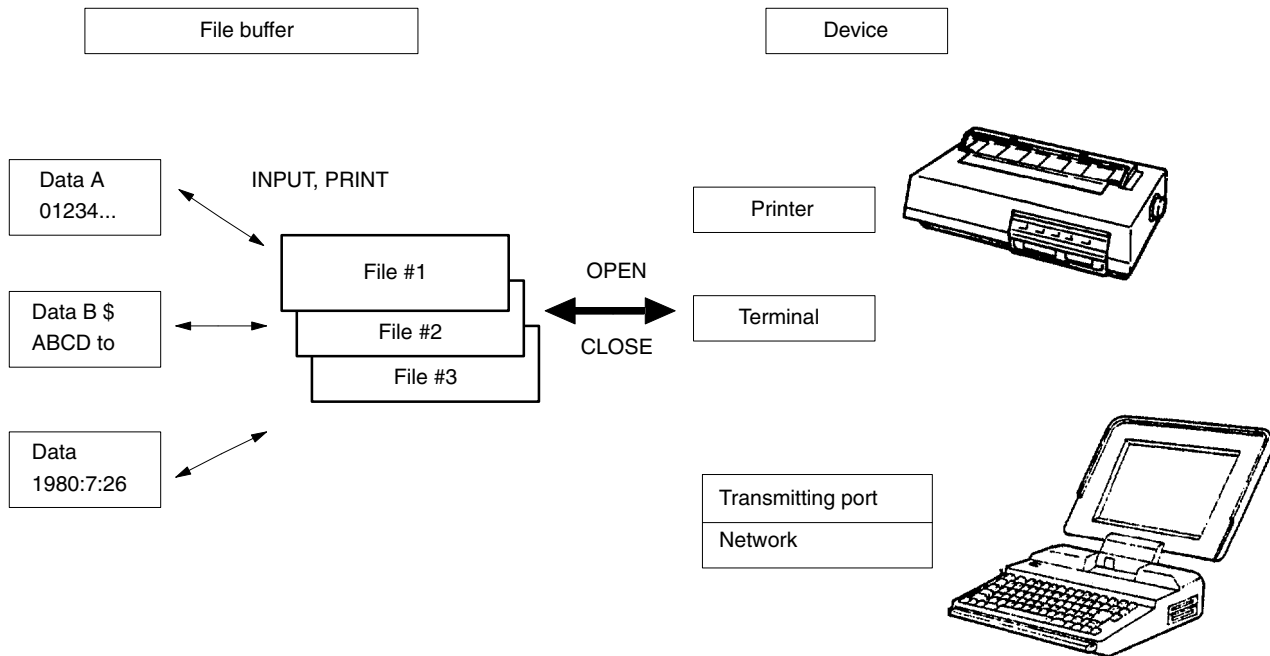 File buffer
Device
Data A
01234...
INPUT, PRINT
Printer
File #1
OPEN
Data B $
ABCD to
File #2
Terminal
CLOSE
File #3
Data
1980:7:26
Transmitting port
Network